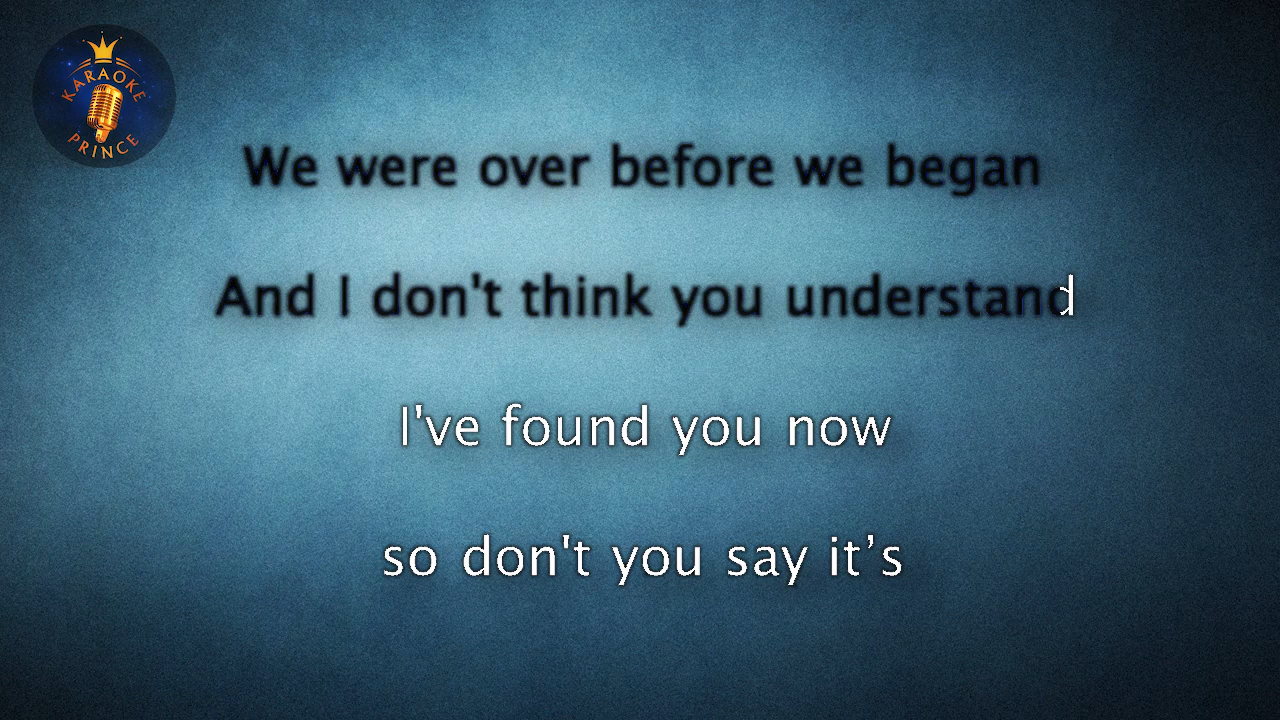 KARAOKE
PRINCE
We were over before we began
And I don't think you understand
I've found you now
so don't you say it’s